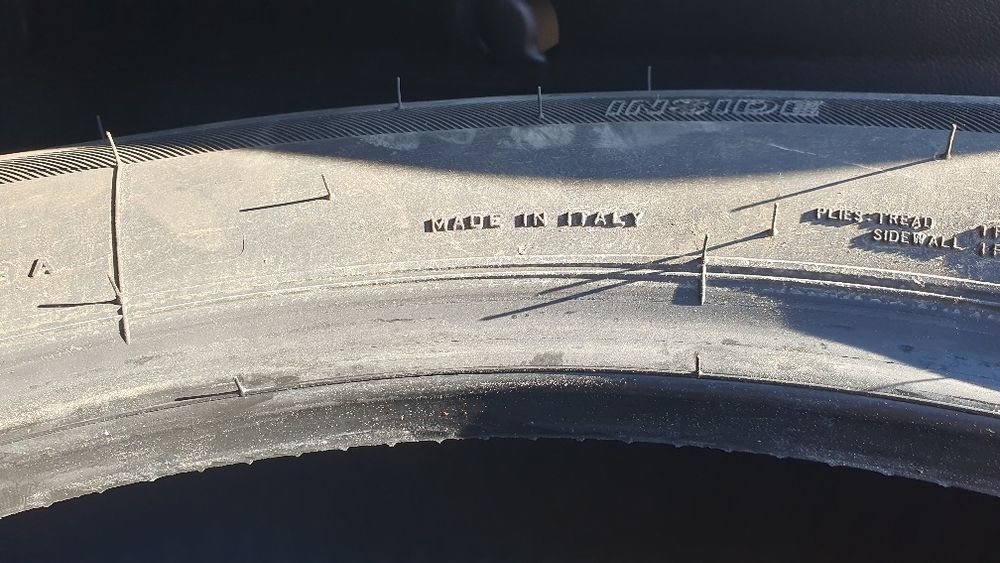 INSIDE
MADE IN ITALY
PLIES: TREAD
SIDEWALL
A